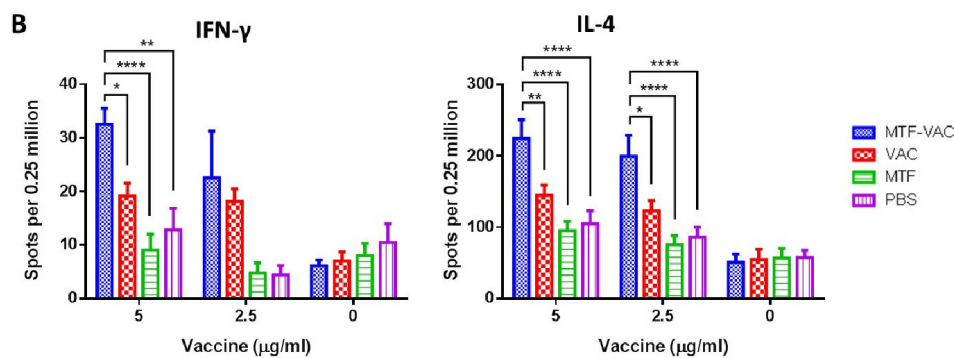 B
IFN-γ
IL-4
**
****
*
****
****
**
****
****
*
40
30
20
10
0
Spots per 0.25 million
5
2.5
0
Vaccine (μg/ml)
300
200
100
0
Spots per 0.25 million
5
2.5
0
Vaccine (μg/ml)
MTF-VAC
VAC
MTF
PBS